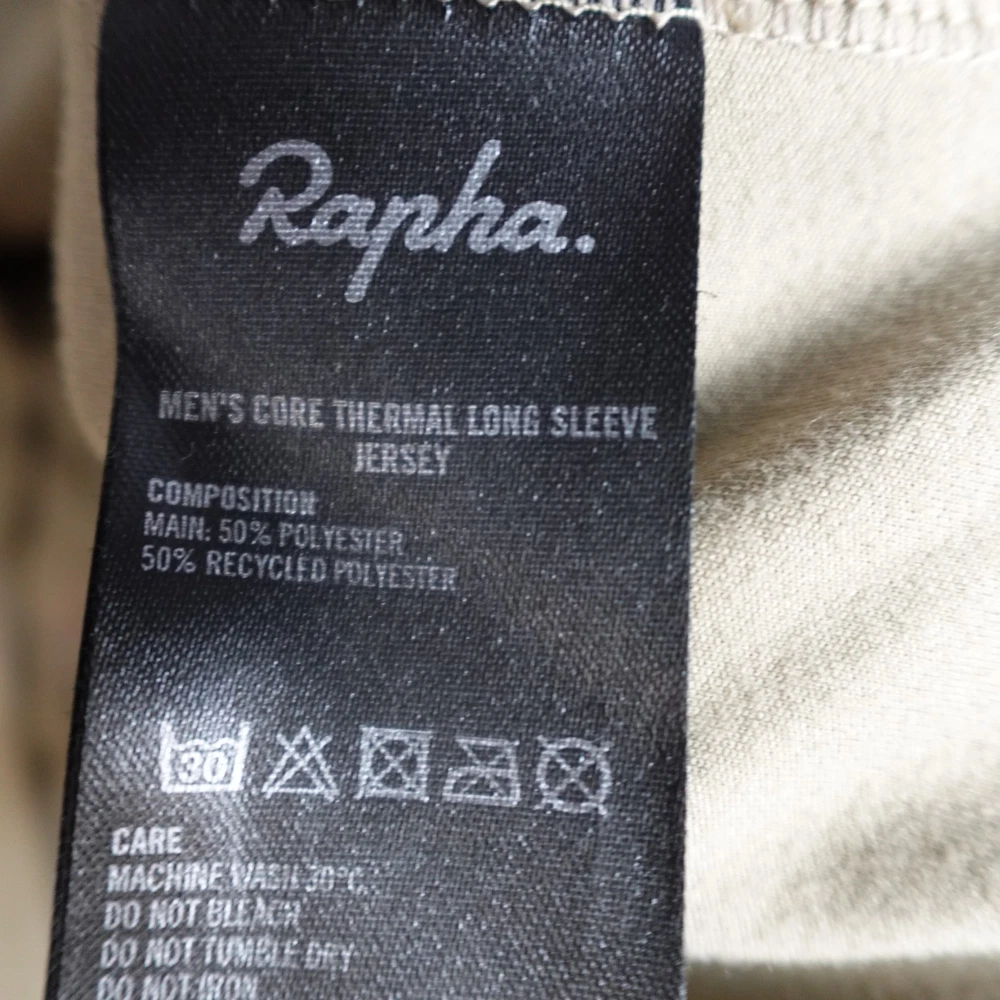 Rapha.
MEN'S CORE THERMAL LONG SLEEVE
JERSEY
COMPOSITION
MAIN: 50% POLYESTER
50% RECYCLED POLYESTER
30
CARE
MACHINE WASH 30°C
DO NOT BLEACH
DO NOT TUMBLE DRY
DO NOT IRON